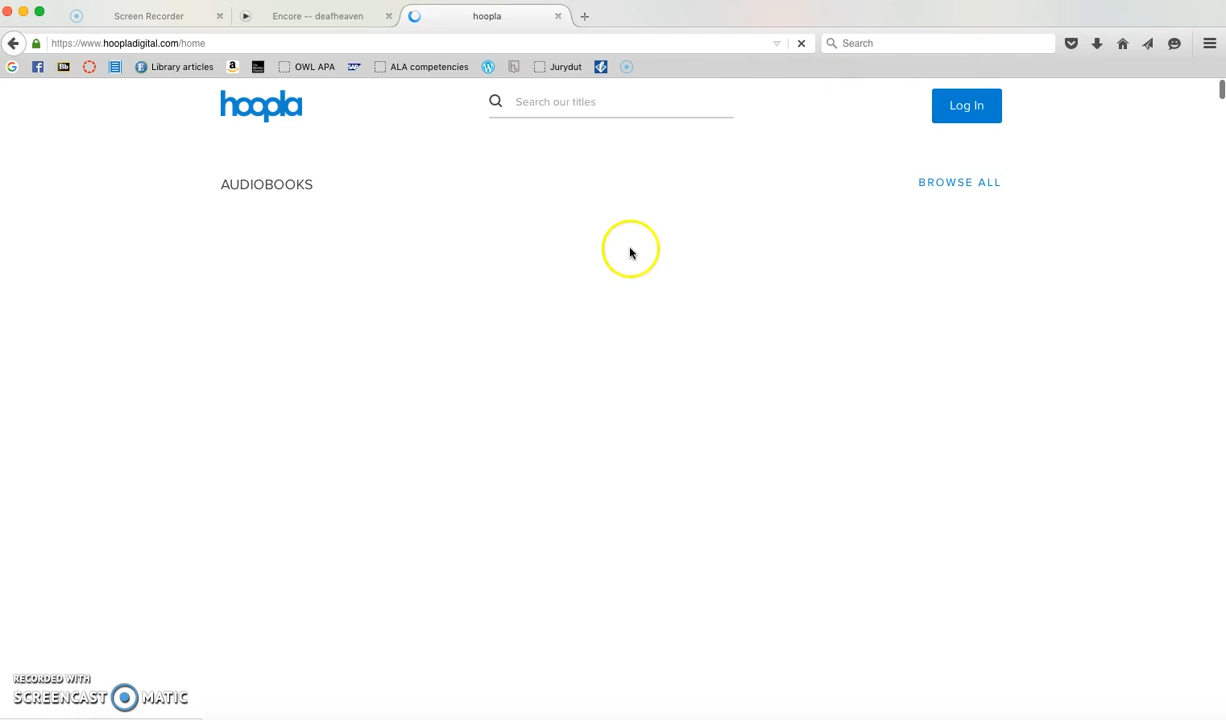 Screen Recorder
Encore -- deafheaven
hoopla
https://www.hoopladigital.com/home
Search
Library articles
OWL APA
ALA competencies
Jurydut
hoopla
Search our titles
Log In
AUDIOBOOKS
BROWSE ALL
RECORDED WITH
SCREENCAST MATIC